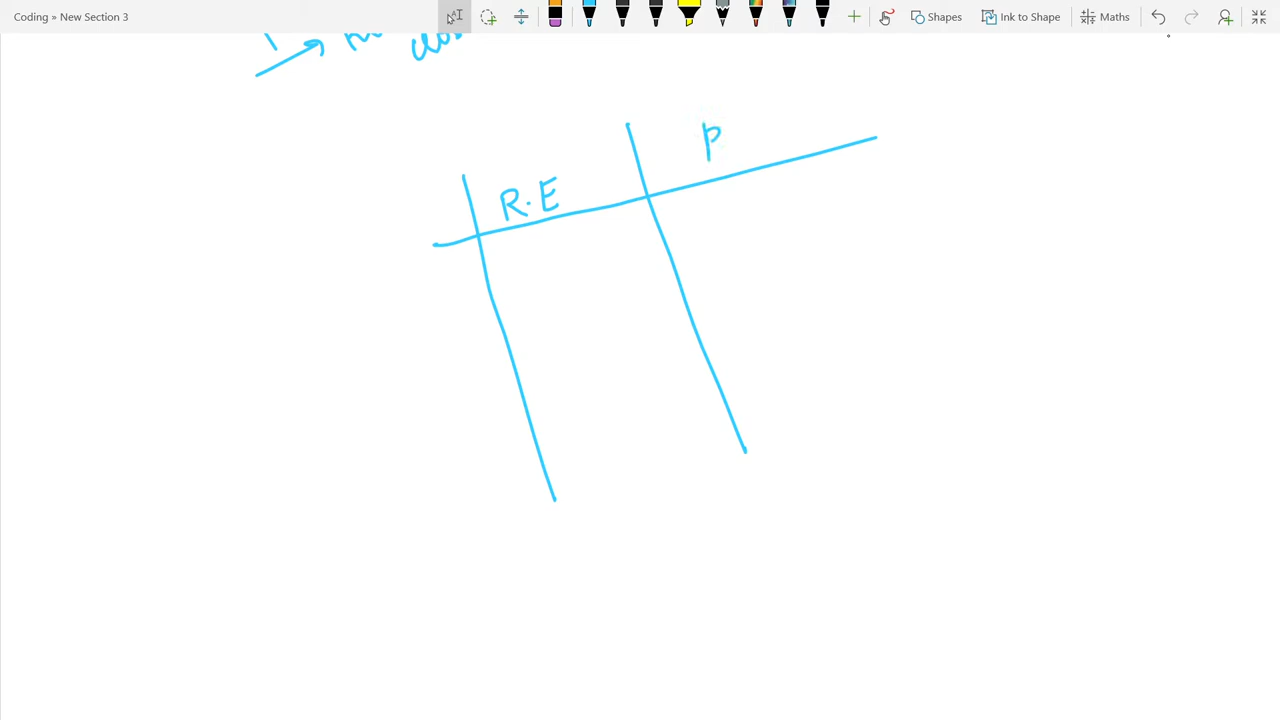 Coding » New Section 3
Shapes
Ink to Shape
Maths
P
R.E